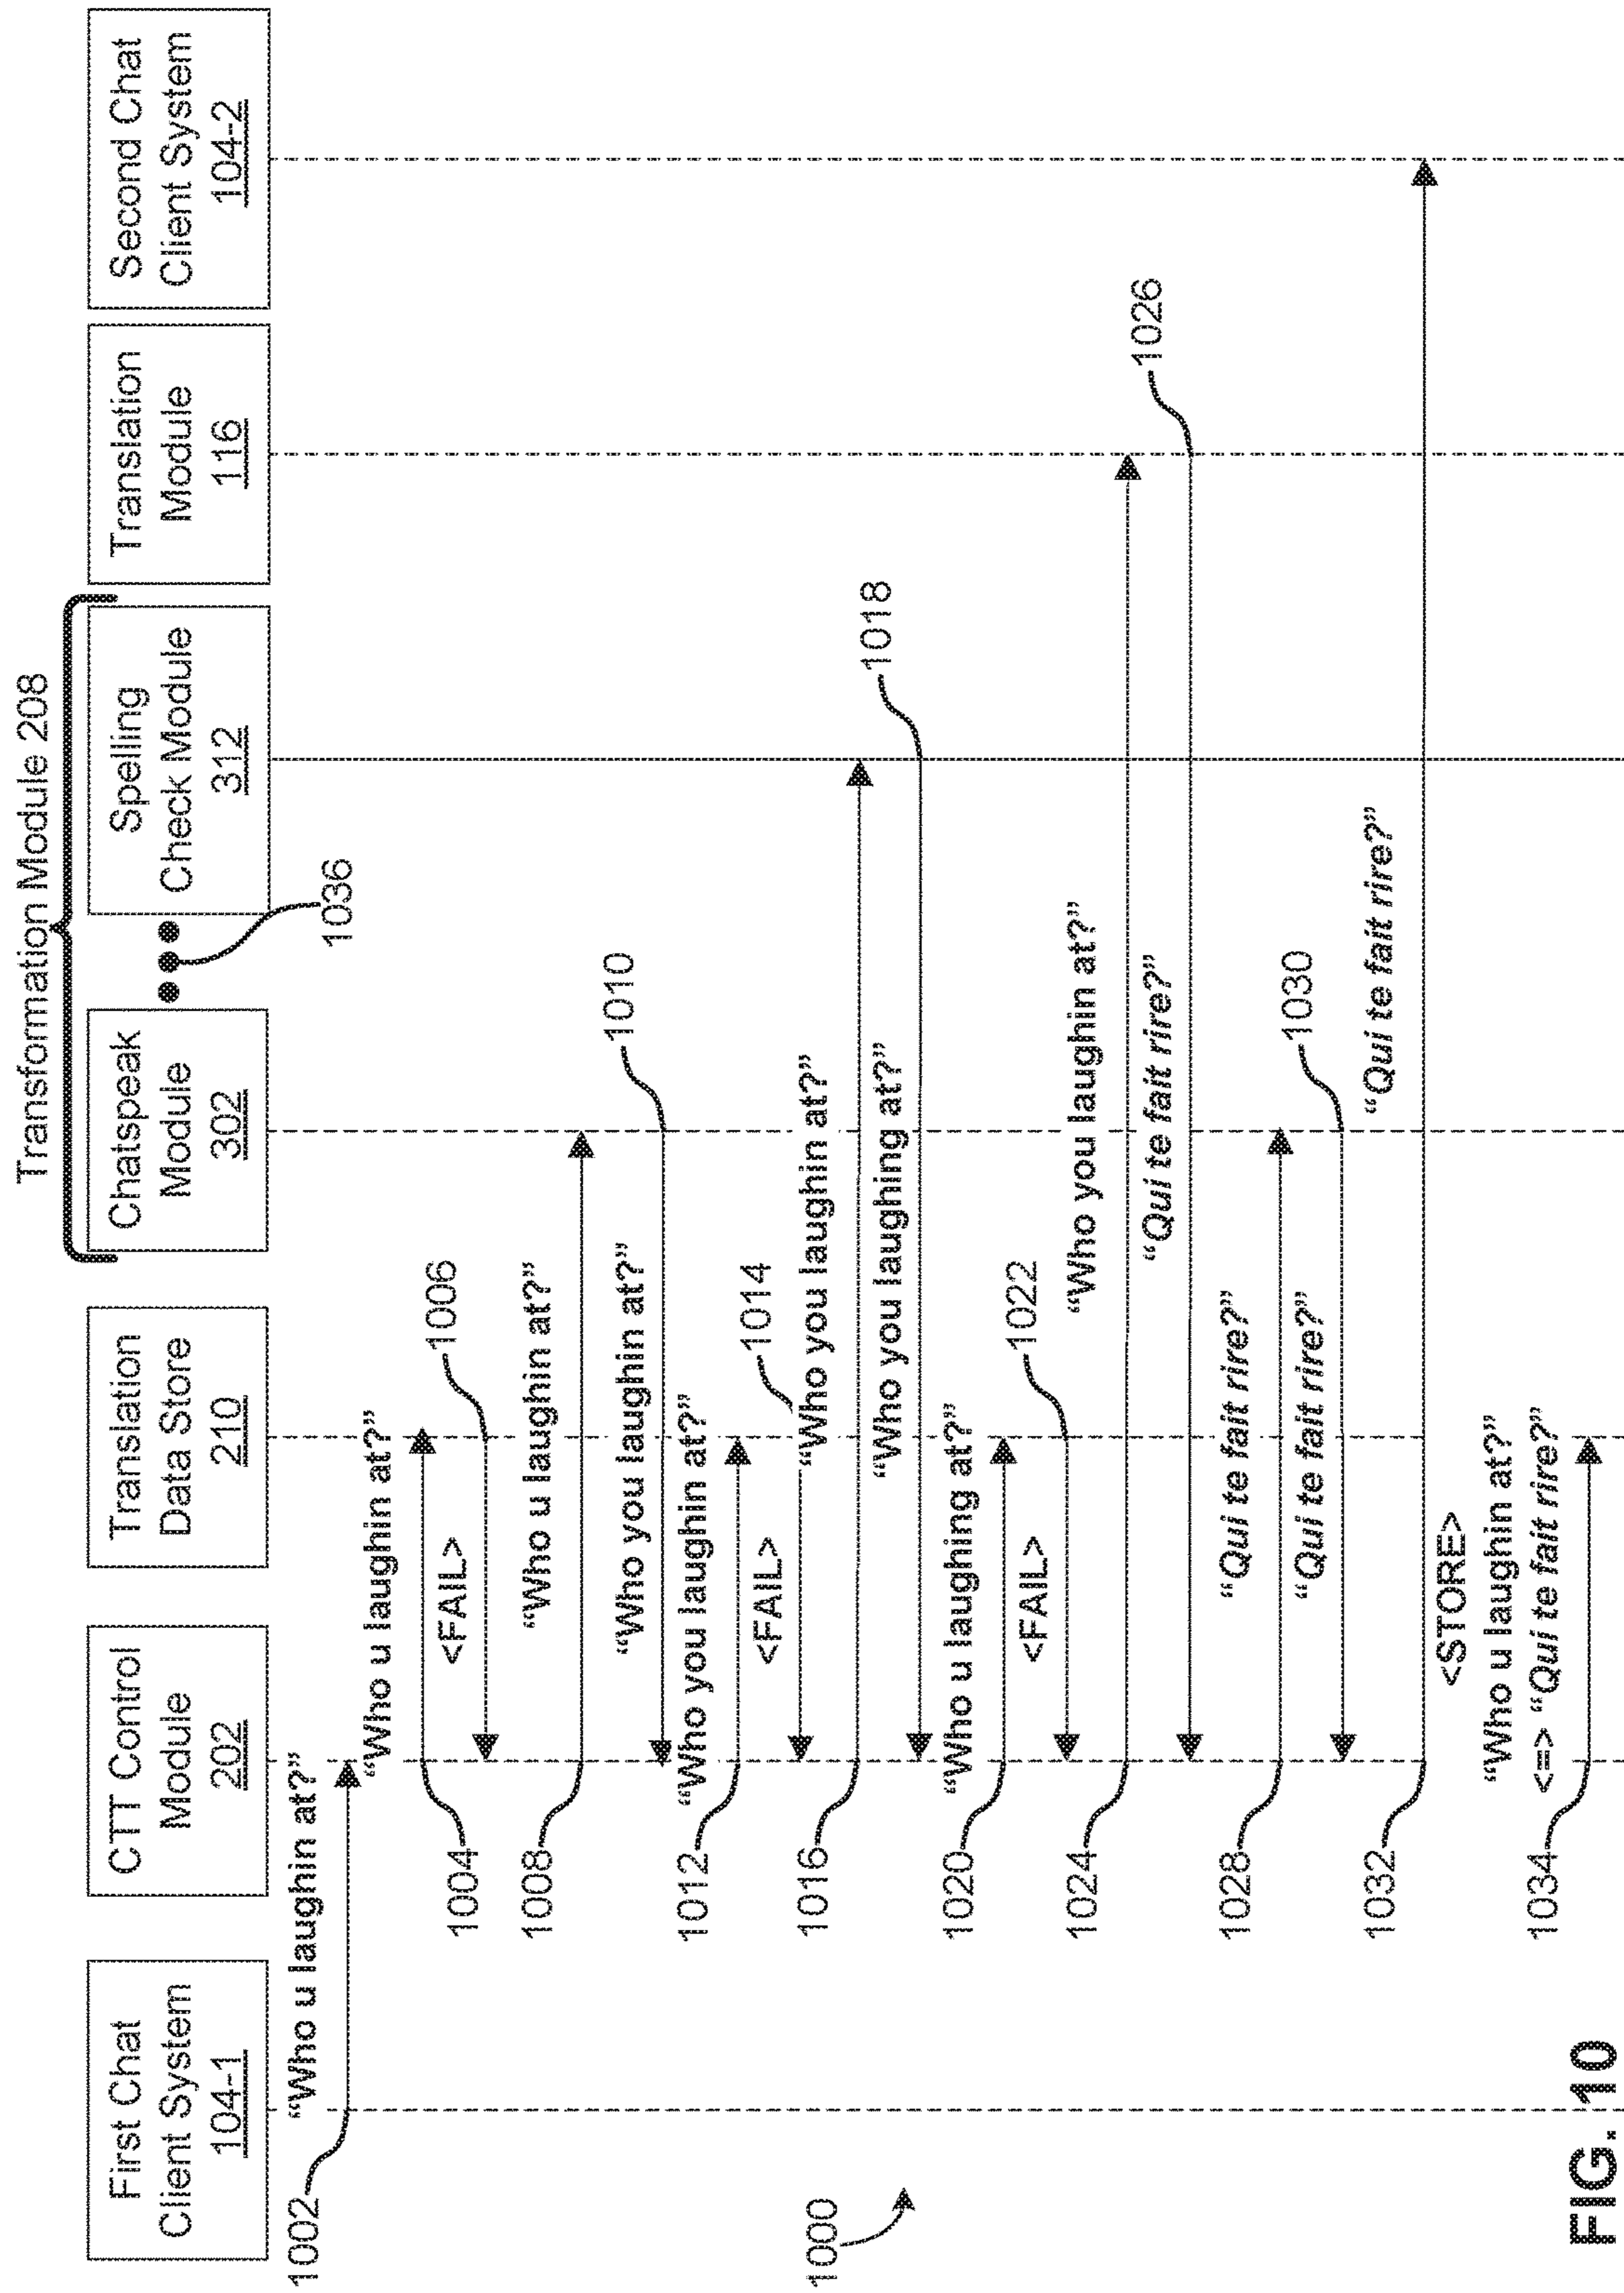 Transformation Module 208
First Chat
Client System
104-1
CTT Control
Module
202
Translation
Data Store
210
Chatspeak
Module
302
1036
Spelling
Check Module
312
Translation
Module
116
Second Chat
Client System
104-2
1002
“Who u laughin at?”
“Who u laughin at?”
1004
<FAIL>
1006
“Who u laughin at?”
1008
“Who you laughin at?”
1010
“Who you laughin at?”
1012
<FAIL>
1014
“Who you laughin at?”
1016
“Who you laughing at?”
1018
“Who u laughing at?”
1020
<FAIL>
1022
“Who you laughin at?”
1024
“Qui te fait rire?”
1026
“Qui te fait rire?”
1028
“Qui te fait rire?”
1030
“Qui te fait rire?”
1032
<STORE>
“Who u laughin at?”
<=> “Qui te fait rire?”
1034
1000
FIG. 10